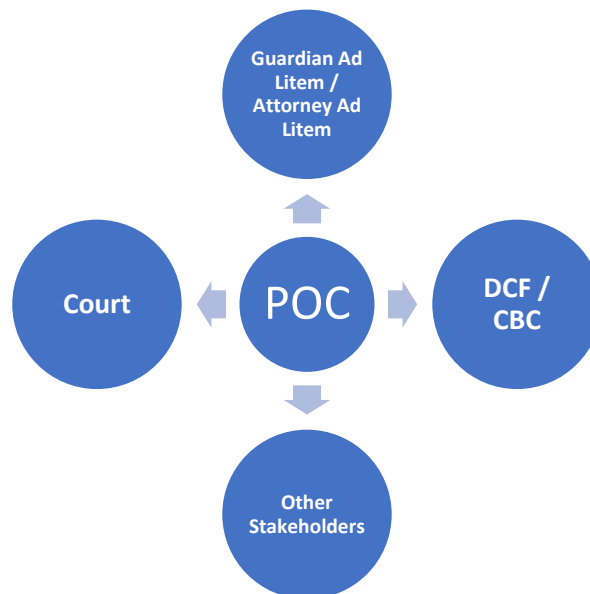 Guardian Ad
Litem /
Attorney Ad
Litem
Court
POC
DCF /
CBC
Other
Stakeholders